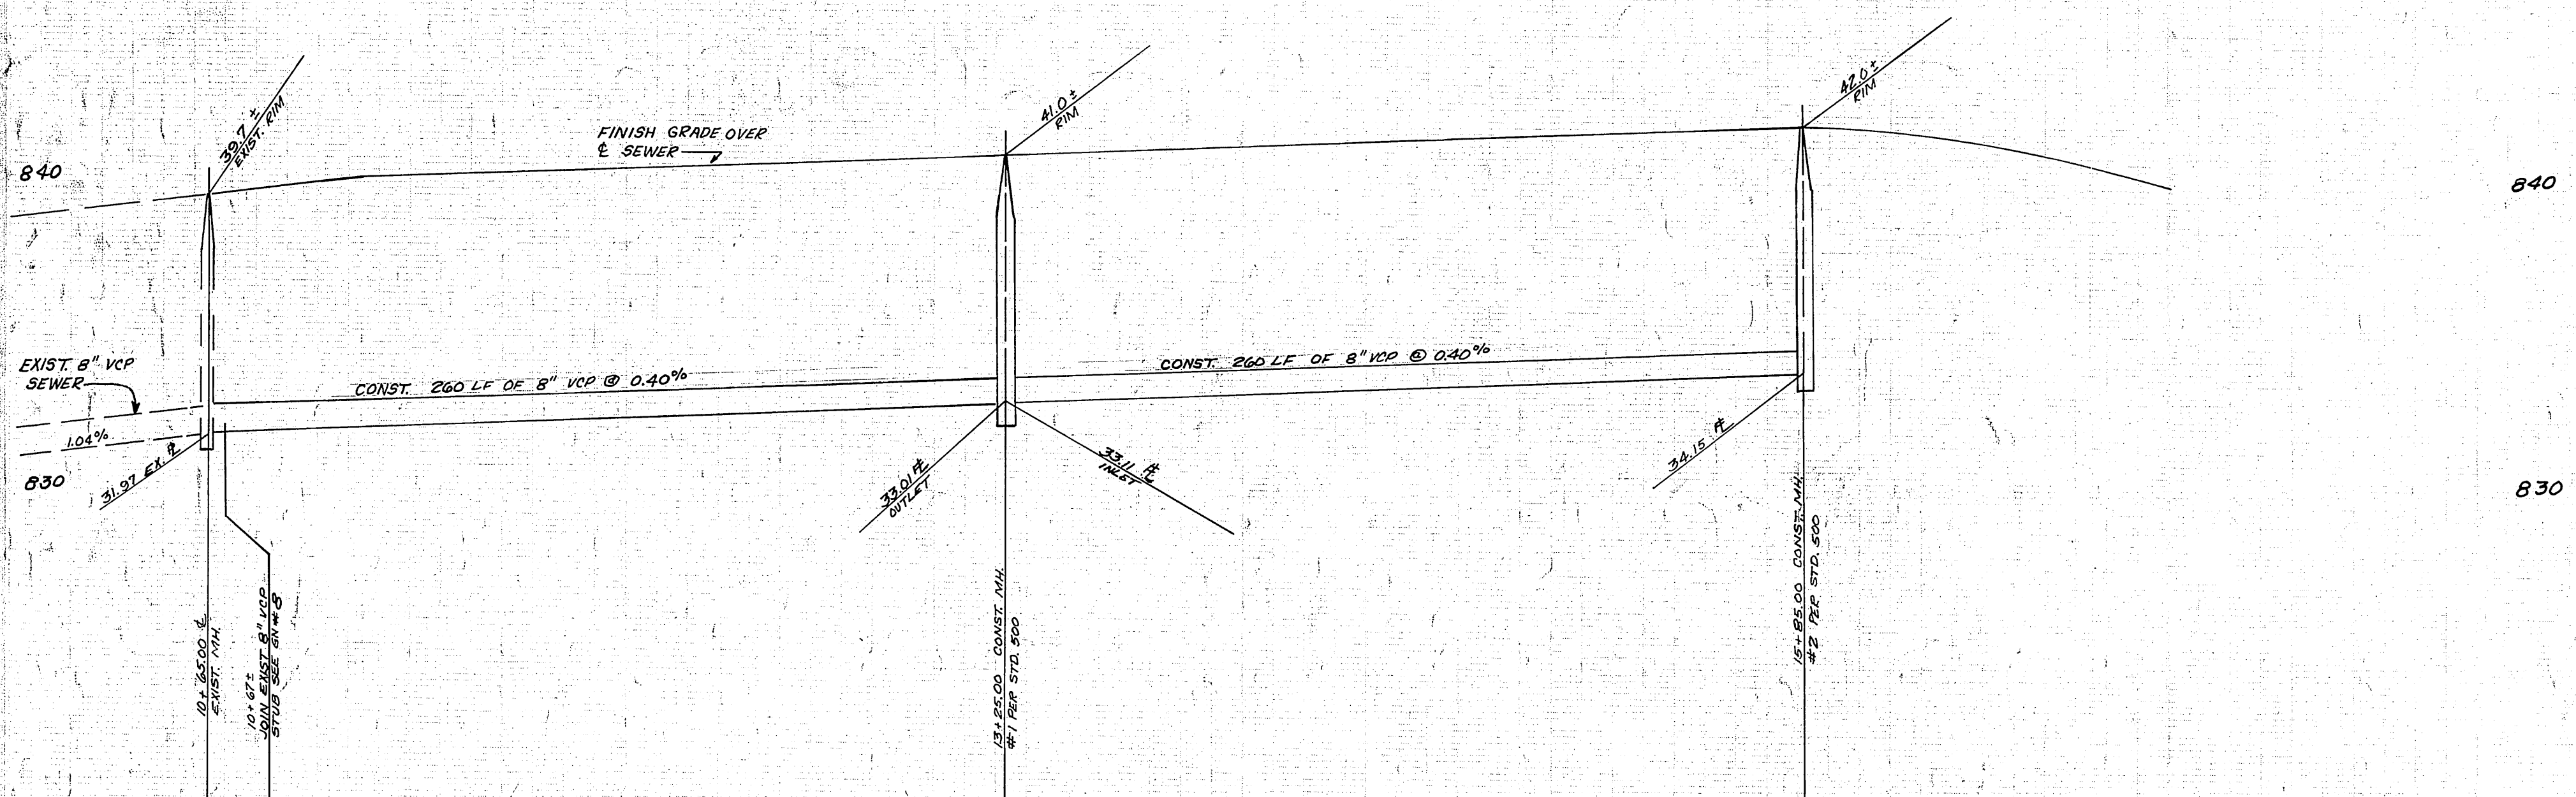 39.7 ±
EXIST. RIM
FINISH GRADE OVER
℄ SEWER
41.0 ±
RIM
42.0 ±
RIM
840
840
EXIST. 8" VCP
SEWER
CONST. 260 LF OF 8" VCP @ 0.40%
CONST. 260 LF OF 8" VCP @ 0.40%
1.04%
31.97 EX.
830
33.01
OUTLET
33.11
INLET
34.15
830
10+65.00 ℄
EXIST. MH.
10+67±
JOIN EXIST. 8" VCP
STUB SEE GN #8
13+25.00 CONST. MH.
#1 PER STD. 500
15+85.00 CONST. MH.
#2 PER STD. 500